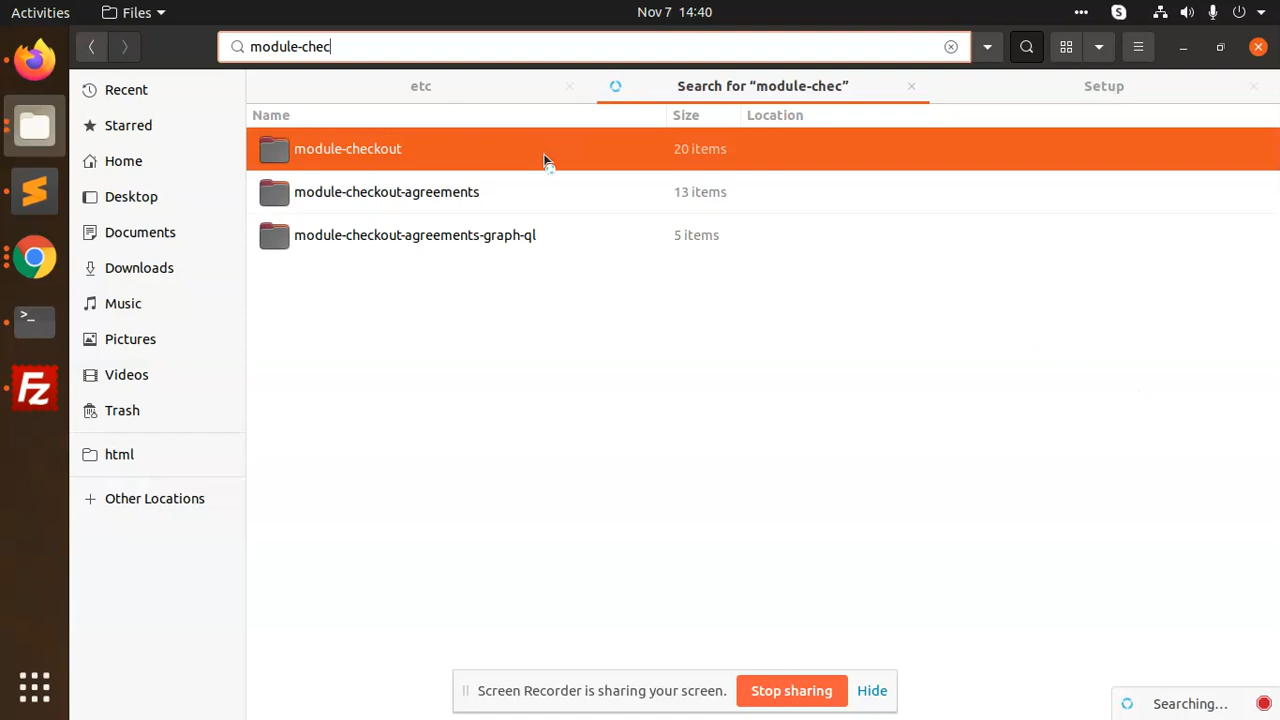 Activities Files Nov 7 14:40
module-chec
Recent
Starred
Home
Desktop
Documents
Downloads
Music
Pictures
Videos
Trash
html
Other Locations
etc Search for “module-chec” Setup
Name Size Location
module-checkout 20 items
module-checkout-agreements 13 items
module-checkout-agreements-graph-ql 5 items
Screen Recorder is sharing your screen. Stop sharing Hide
Searching…